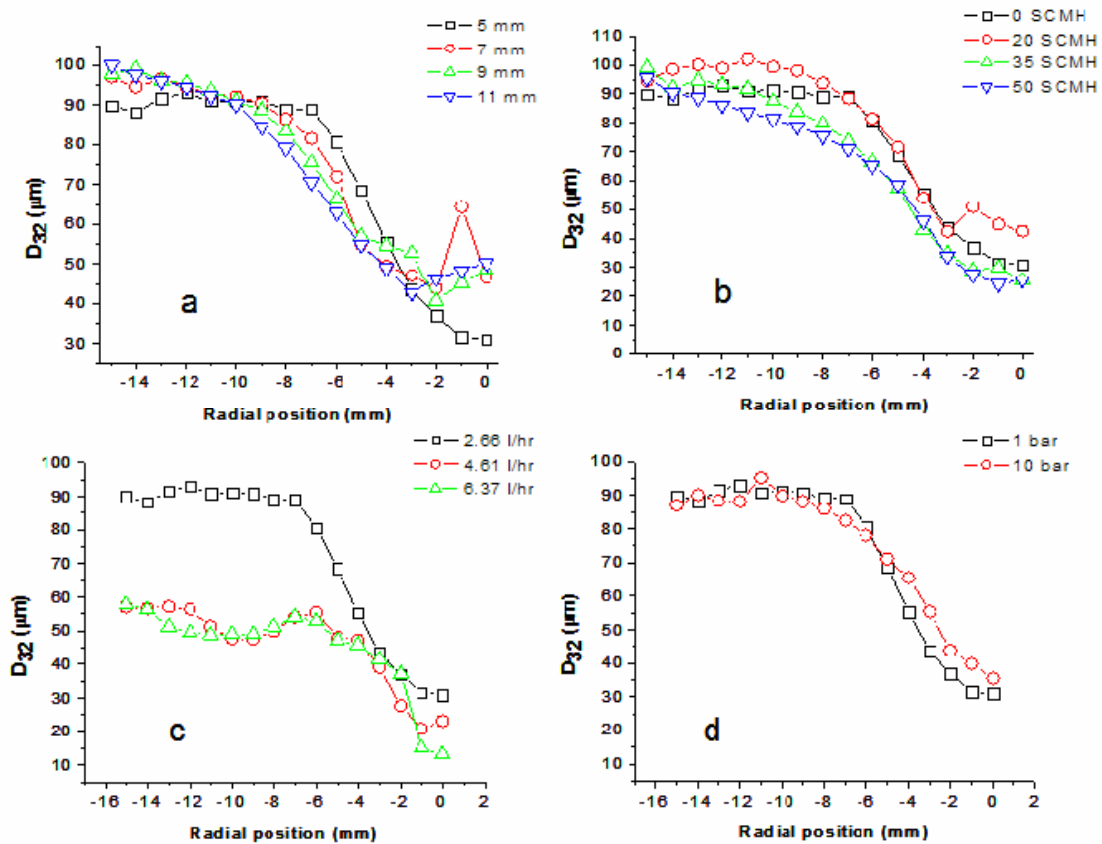 5 mm
7 mm
9 mm
11 mm
100
90
80
70
60
50
40
30
D32 (µm)
a
-14 -12 -10 -8 -6 -4 -2 0
Radial position (mm)
0 SCMH
20 SCMH
35 SCMH
50 SCMH
110
100
90
80
70
60
50
40
30
20
10
0
D32 (µm)
b
-14 -12 -10 -8 -6 -4 -2 0
Radial position (mm)
2.66 l/hr
4.61 l/hr
6.37 l/hr
100
90
80
70
60
50
40
30
20
10
D32 (µm)
c
-16 -14 -12 -10 -8 -6 -4 -2 0 2
Radial position (mm)
1 bar
10 bar
100
90
80
70
60
50
40
30
20
10
D32 (µm)
d
-16 -14 -12 -10 -8 -6 -4 -2 0 2
Radial position (mm)